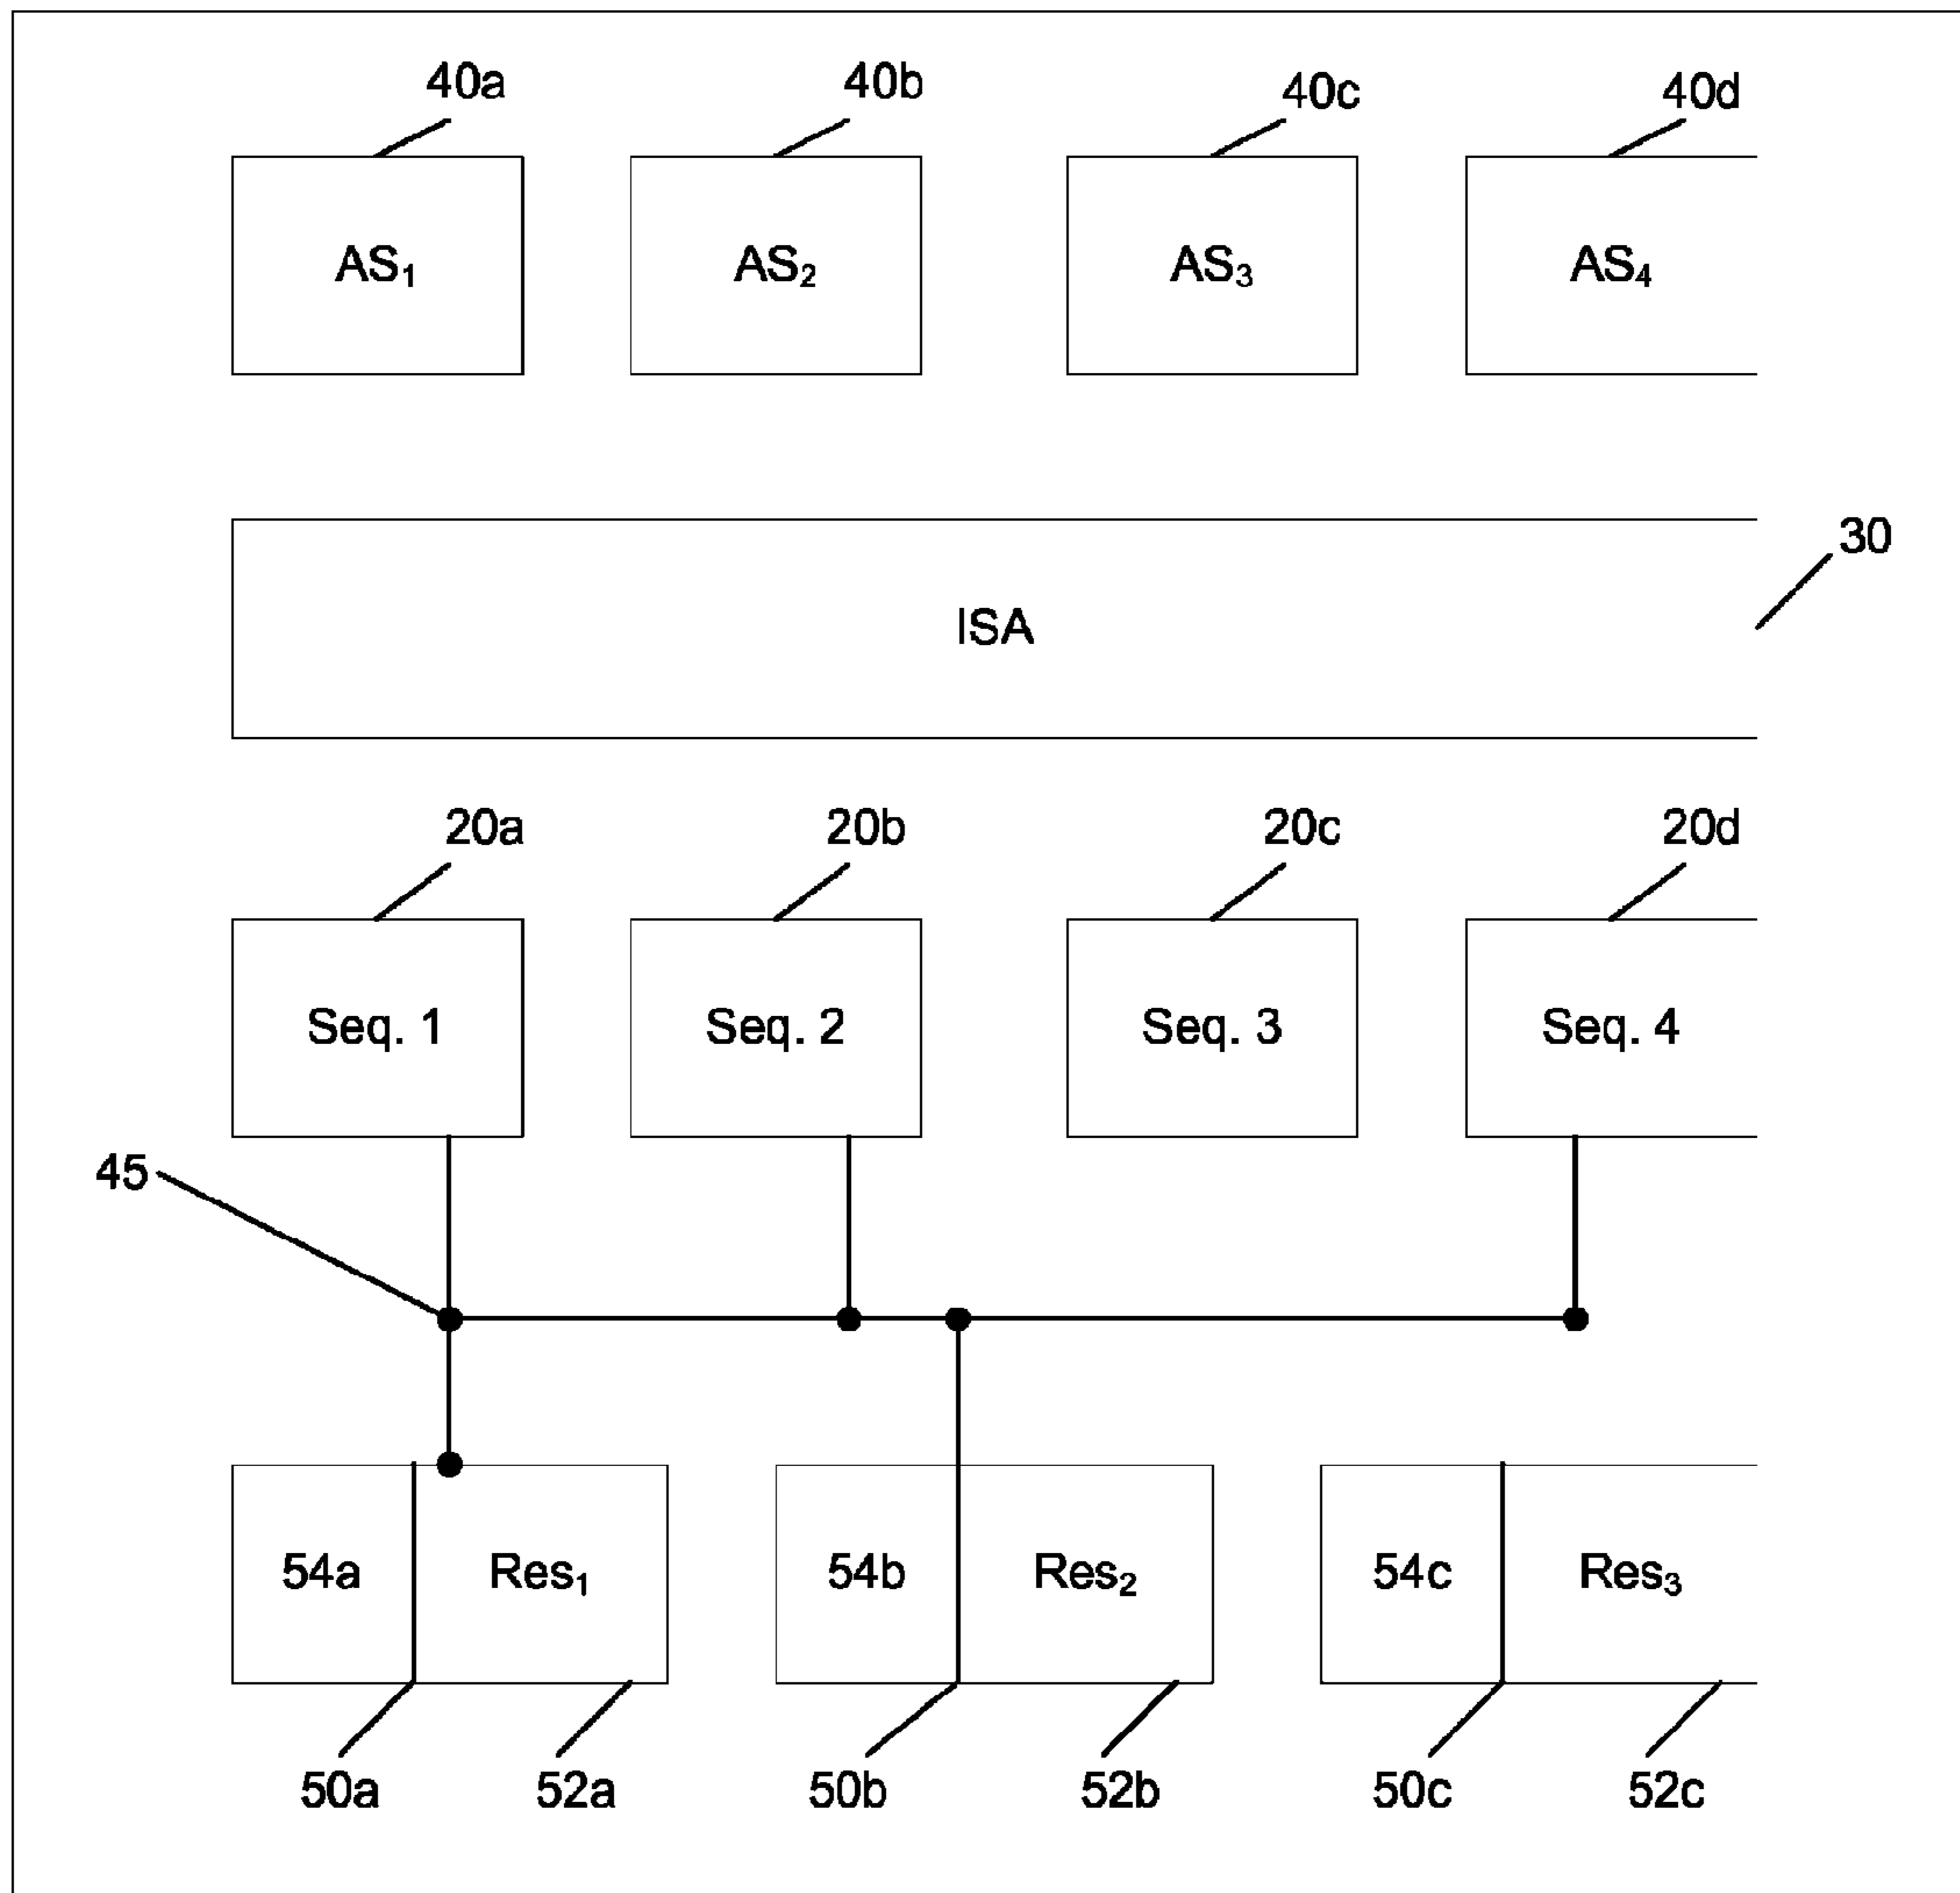 40a 40b 40c 40d
AS₁ AS₂ AS₃ AS₄
30
ISA
20a 20b 20c 20d
Seq. 1 Seq. 2 Seq. 3 Seq. 4
45
54a Res₁ 54b Res₂ 54c Res₃
50a 52a 50b 52b 50c 52c